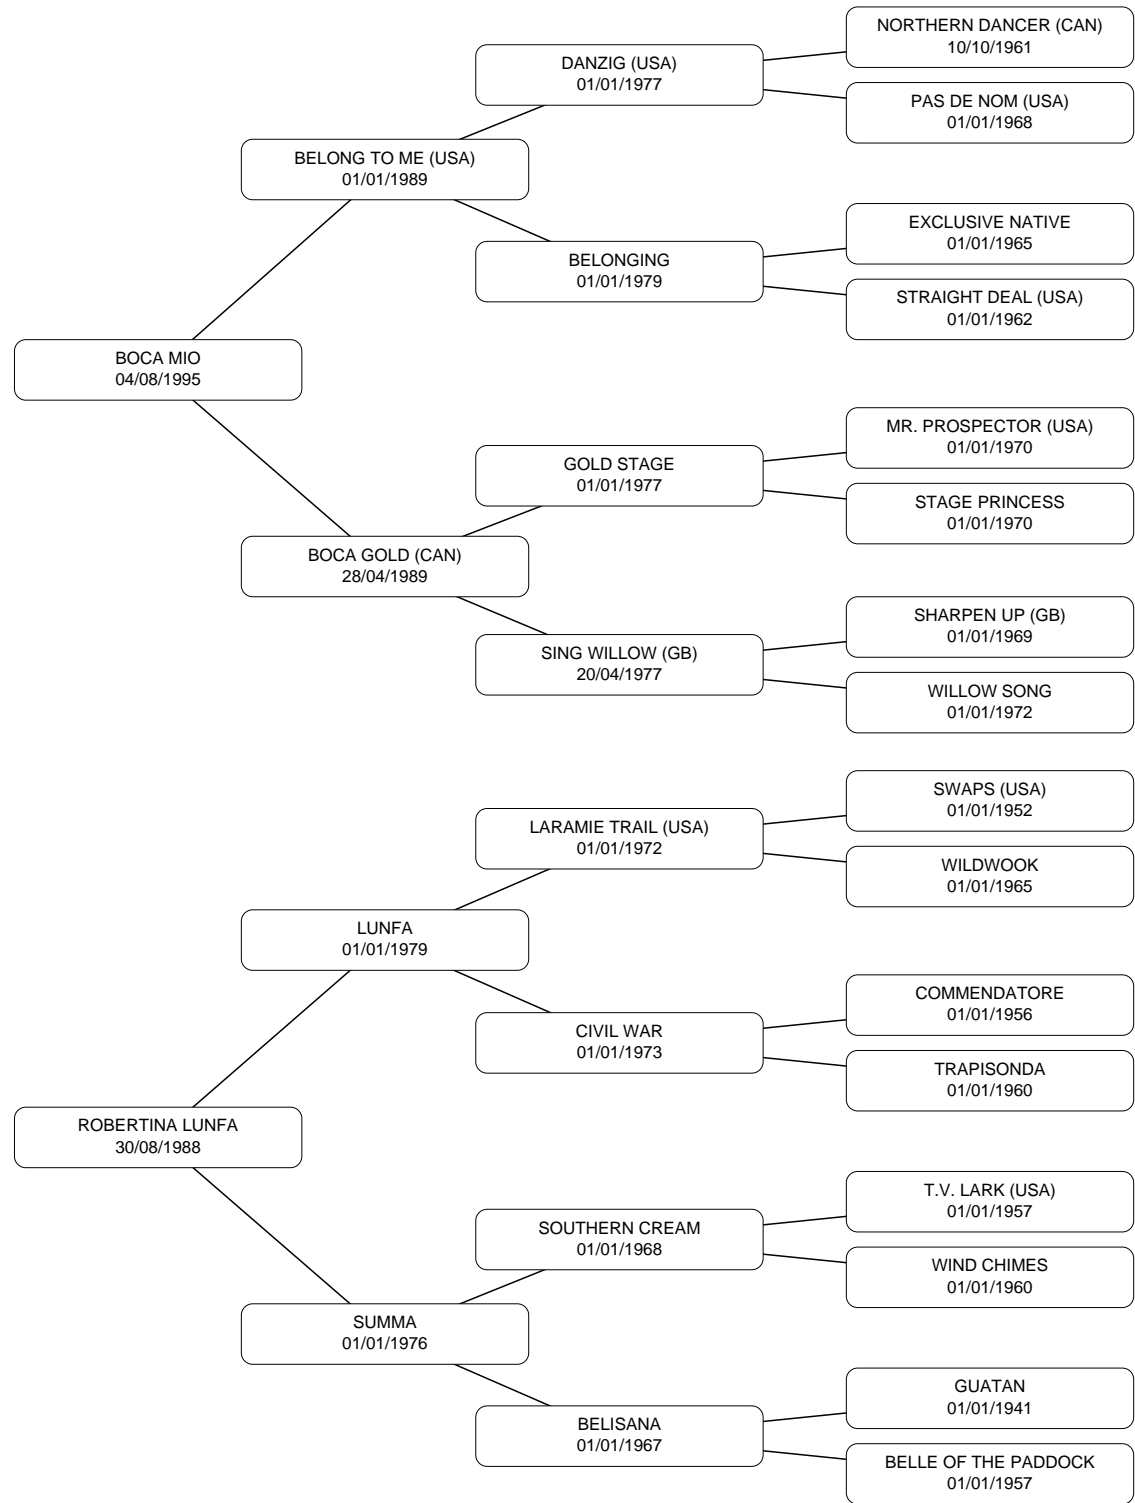 NORTHERN DANCER (CAN)
10/10/1961
DANZIG (USA)
01/01/1977
PAS DE NOM (USA)
01/01/1968
BELONG TO ME (USA)
01/01/1989
EXCLUSIVE NATIVE
01/01/1965
BELONGING
01/01/1979
STRAIGHT DEAL (USA)
01/01/1962
BOCA MIO
04/08/1995
MR. PROSPECTOR (USA)
01/01/1970
GOLD STAGE
01/01/1977
STAGE PRINCESS
01/01/1970
BOCA GOLD (CAN)
28/04/1989
SHARPEN UP (GB)
01/01/1969
SING WILLOW (GB)
20/04/1977
WILLOW SONG
01/01/1972
SWAPS (USA)
01/01/1952
LARAMIE TRAIL (USA)
01/01/1972
WILDWOOK
01/01/1965
LUNFA
01/01/1979
COMMENDATORE
01/01/1956
CIVIL WAR
01/01/1973
TRAPISONDA
01/01/1960
ROBERTINA LUNFA
30/08/1988
T.V. LARK (USA)
01/01/1957
SOUTHERN CREAM
01/01/1968
WIND CHIMES
01/01/1960
SUMMA
01/01/1976
GUATAN
01/01/1941
BELISANA
01/01/1967
BELLE OF THE PADDOCK
01/01/1957